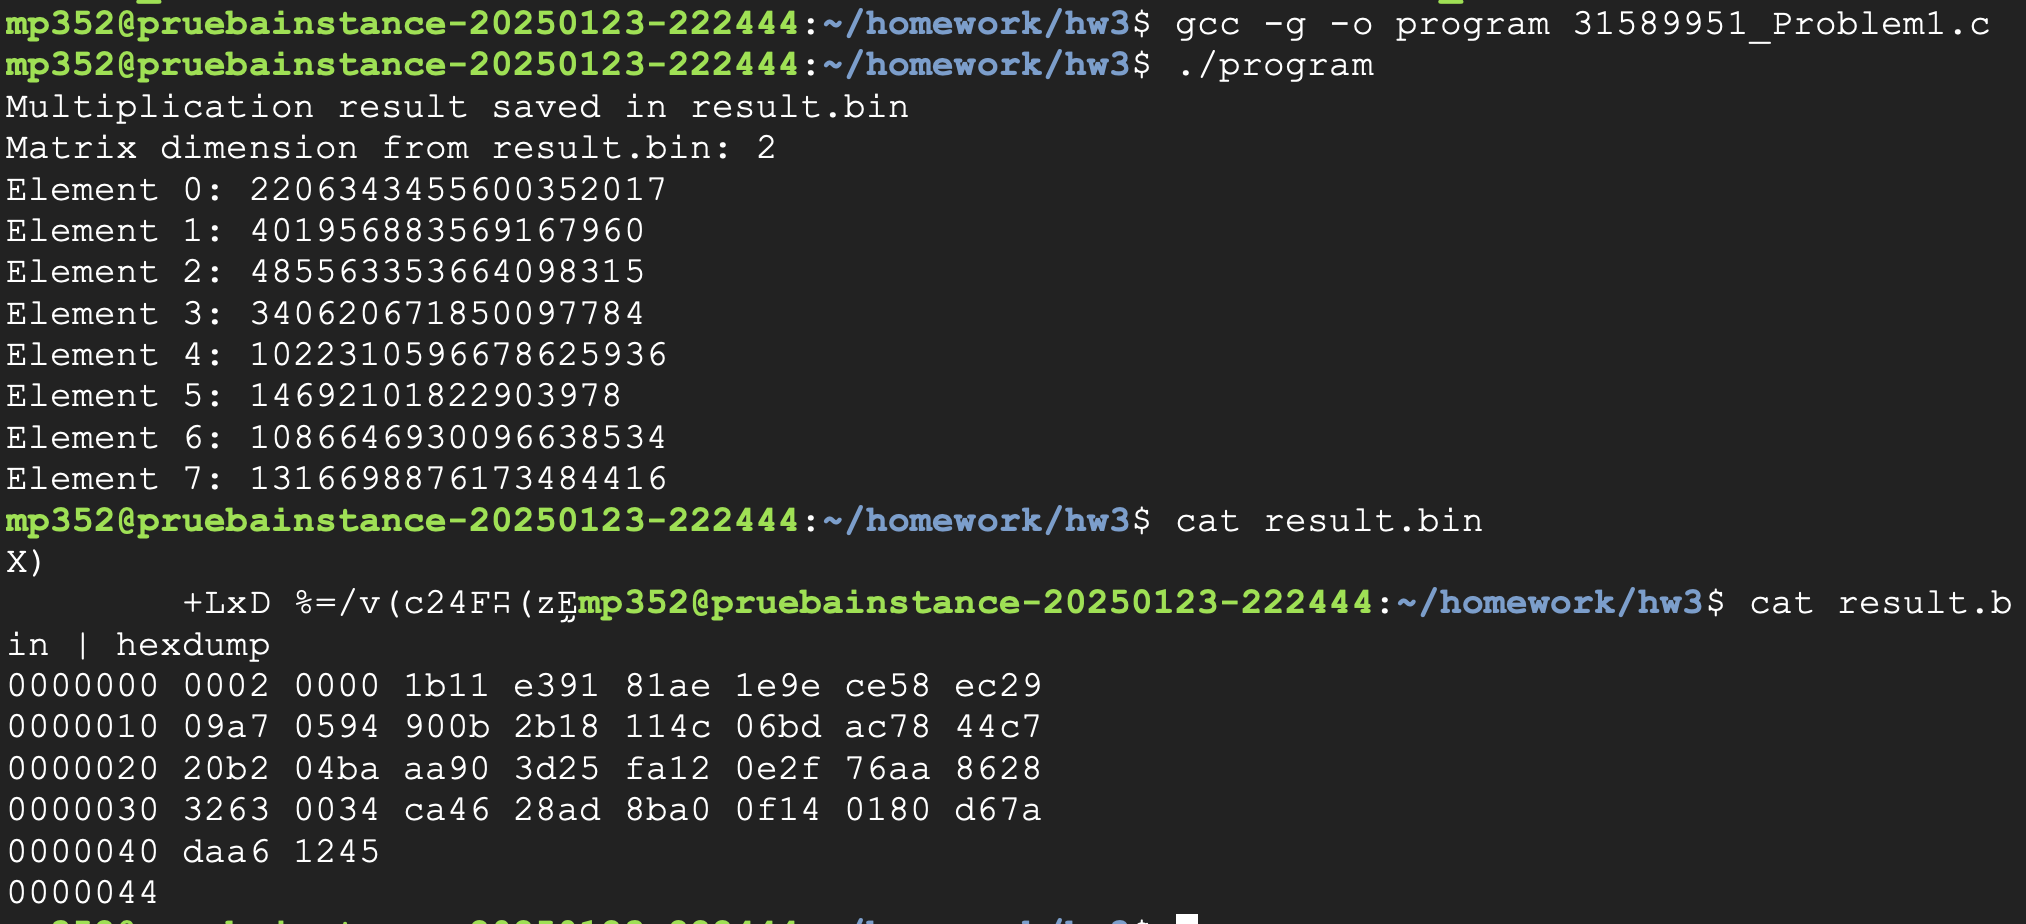 mp352@pruebainstance-20250123-222444:~/homework/hw3$ gcc -g -o program 31589951_Problem1.c
mp352@pruebainstance-20250123-222444:~/homework/hw3$ ./program
Multiplication result saved in result.bin
Matrix dimension from result.bin: 2
Element 0: 2206343455600352017
Element 1: 401956883569167960
Element 2: 485563353664098315
Element 3: 340620671850097784
Element 4: 1022310596678625936
Element 5: 14692101822903978
Element 6: 1086646930096638534
Element 7: 1316698876173484416
mp352@pruebainstance-20250123-222444:~/homework/hw3$ cat result.bin
X)
+LxD %=/v(c24F(zmp352@pruebainstance-20250123-222444:~/homework/hw3$ cat result.b
in | hexdump
0000000 0002 0000 1b11 e391 81ae 1e9e ce58 ec29
0000010 09a7 0594 900b 2b18 114c 06bd ac78 44c7
0000020 20b2 04ba aa90 3d25 fa12 0e2f 76aa 8628
0000030 3263 0034 ca46 28ad 8ba0 0f14 0180 d67a
0000040 daa6 1245
0000044